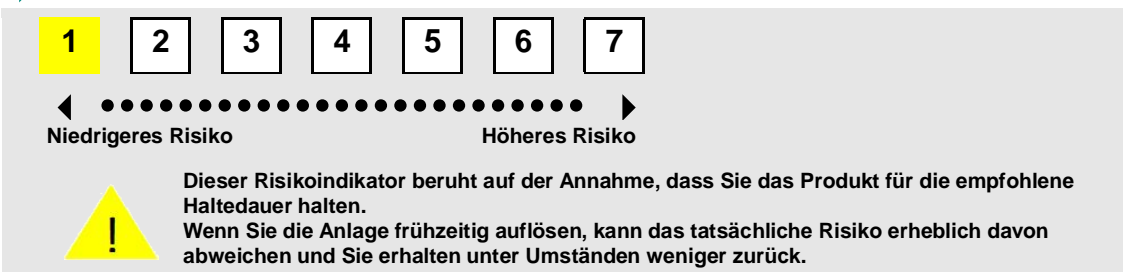 1 2 3 4 5 6 7
Niedrigeres Risiko Höheres Risiko
Dieser Risikoindikator beruht auf der Annahme, dass Sie das Produkt für die empfohlene
Haltedauer halten.
Wenn Sie die Anlage frühzeitig auflösen, kann das tatsächliche Risiko erheblich davon
abweichen und Sie erhalten unter Umständen weniger zurück.
!